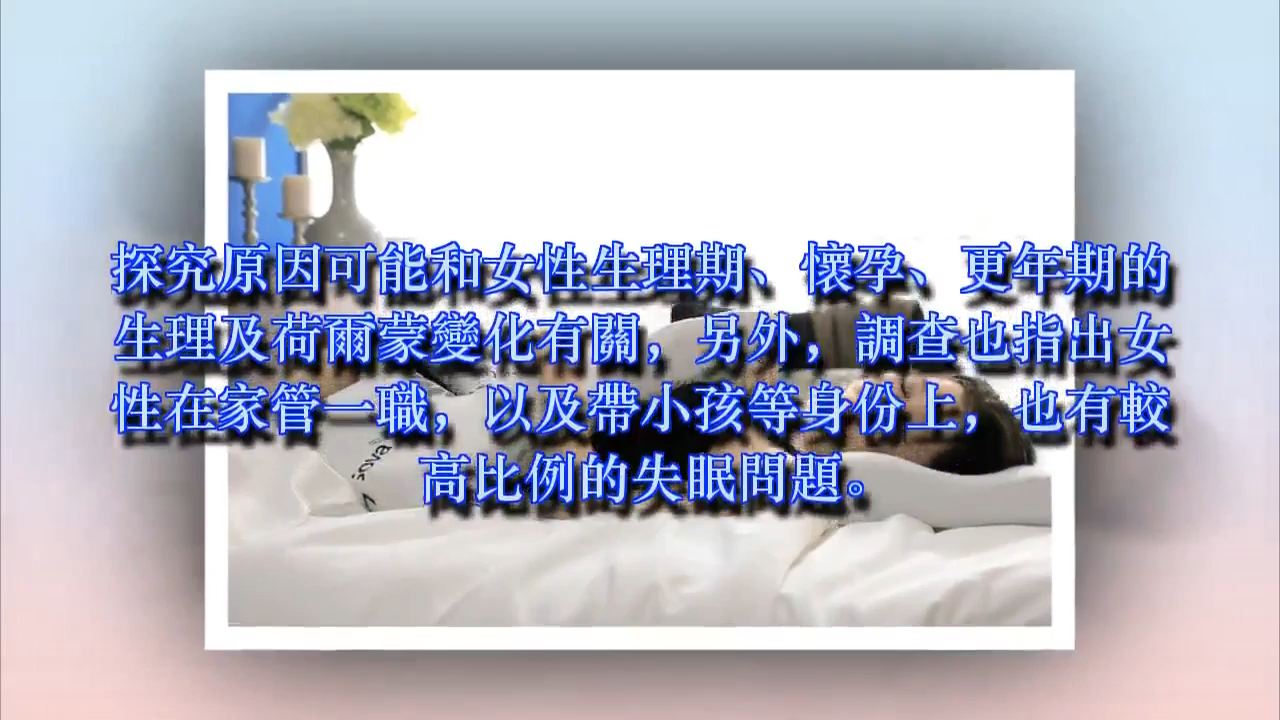 探究原因可能和女性生理期、懷孕、更年期的
生理及荷爾蒙變化有關，另外，調查也指出女
性在家管一職，以及帶小孩等身份上，也有較
高比例的失眠問題。